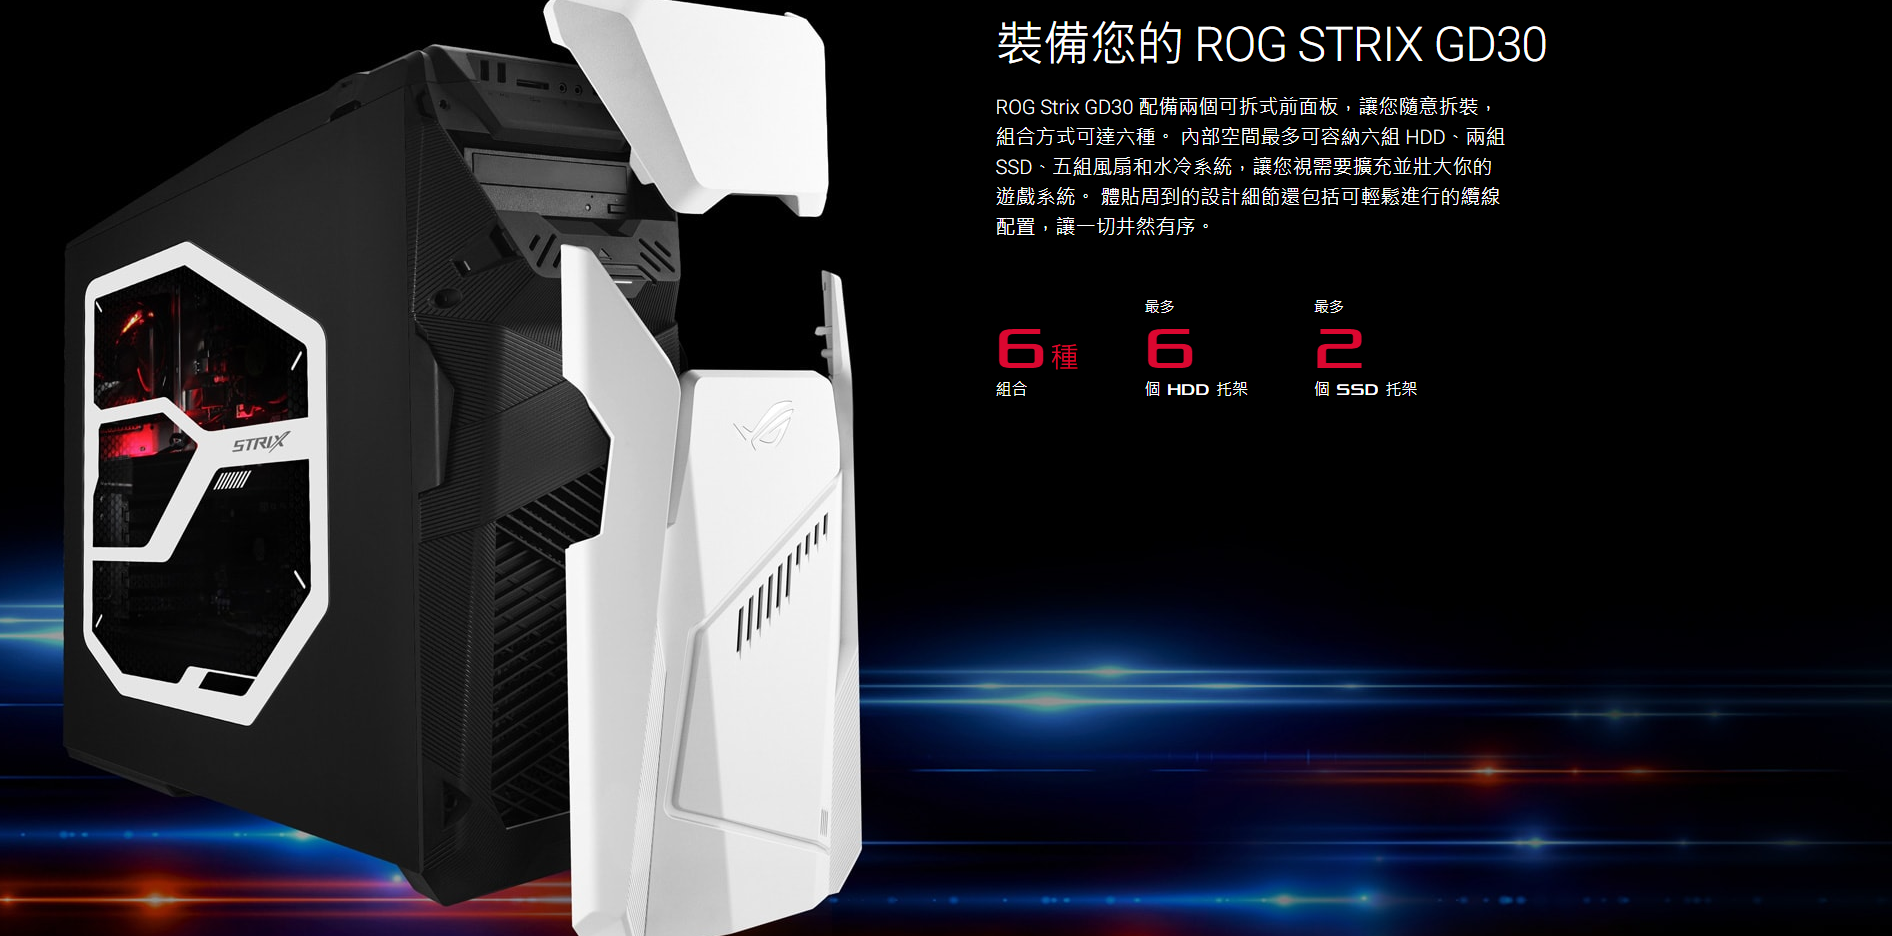 裝備您的 ROG STRIX GD30
ROG Strix GD30 配備兩個可拆式前面板，讓您隨意拆裝，
組合方式可達六種。 內部空間最多可容納六組 HDD、兩組
SSD、五組風扇和水冷系統，讓您視需要擴充並壯大你的
遊戲系統。 體貼周到的設計細節還包括可輕鬆進行的纜線
配置，讓一切井然有序。
6 種
組合
最多
6
個 HDD 托架
最多
2
個 SSD 托架
STRIX